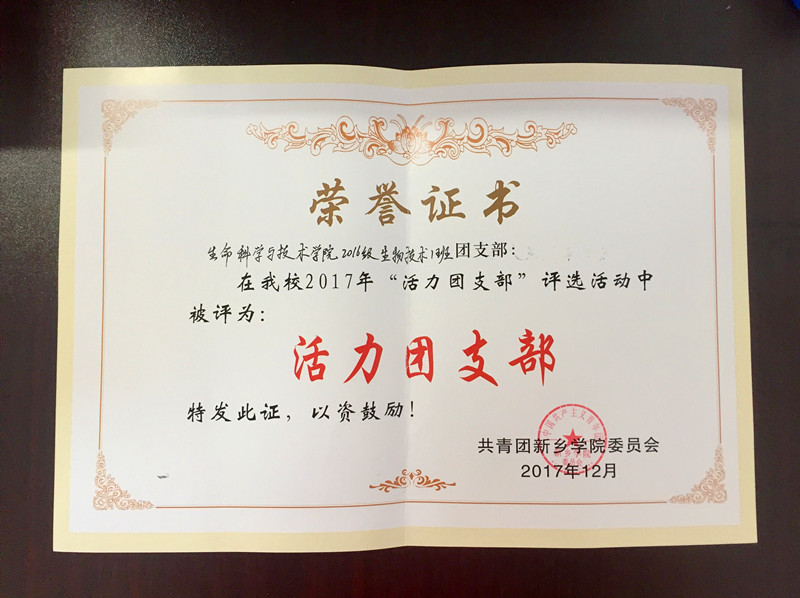 荣誉证书
生命科学与技术学院2016级生物技术1班团支部：
在我校2017年“活力团支部”评选活动中
被评为：
活力团支部
特发此证，以资鼓励！
共青团新乡学院委员会
2017年12月